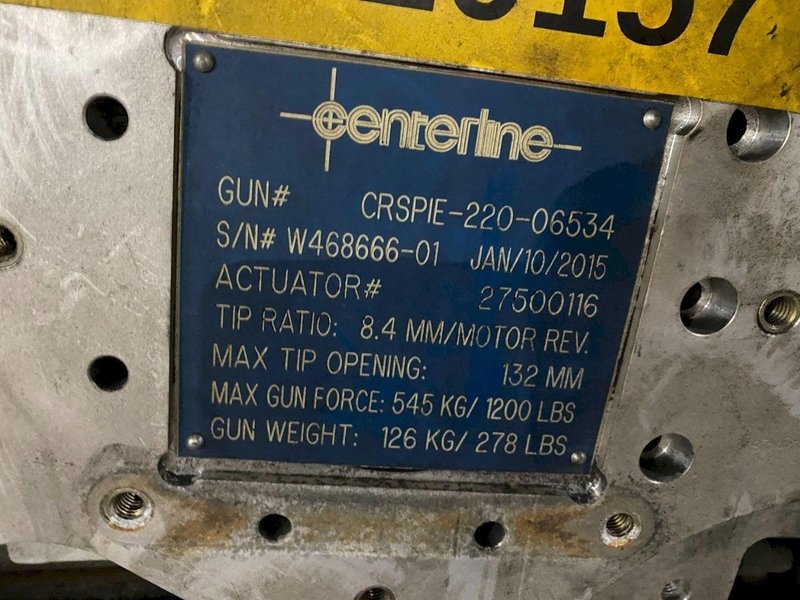 centerline
GUN# CRSPIE-220-06534
S/N# W468666-01 JAN/10/2015
ACTUATOR# 27500116
TIP RATIO: 8.4 MM/MOTOR REV.
MAX TIP OPENING: 132 MM
MAX GUN FORCE: 545 KG/ 1200 LBS
GUN WEIGHT: 126 KG/ 278 LBS